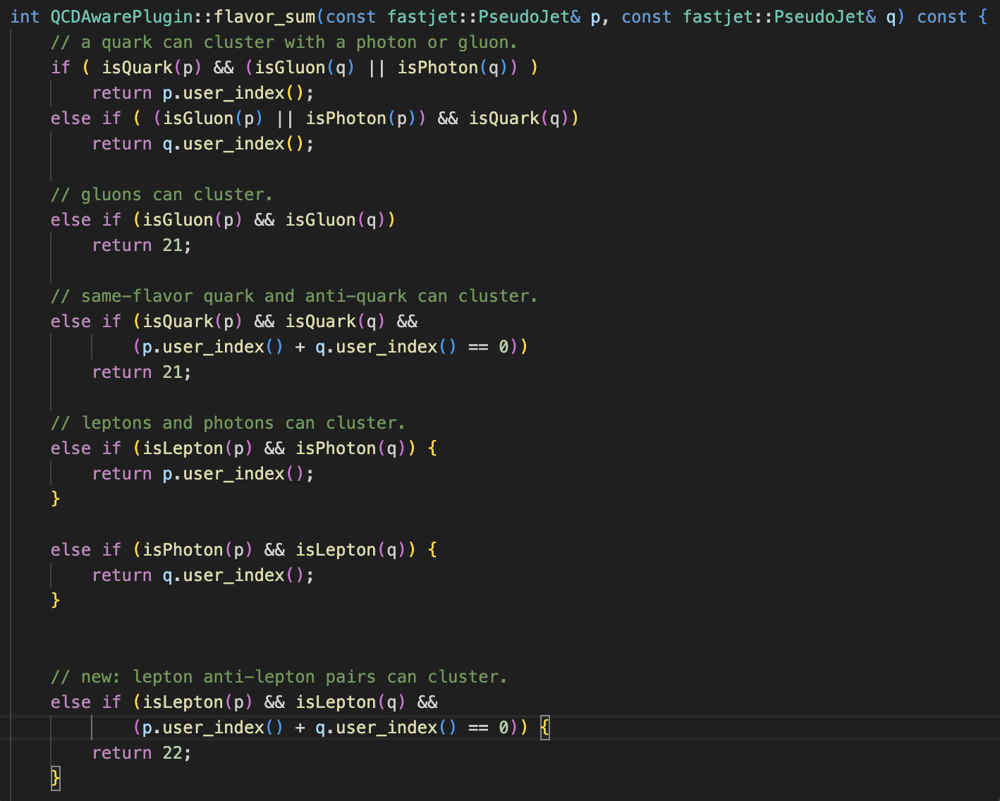 int QCDAwarePlugin::flavor_sum(const fastjet::PseudoJet& p, const fastjet::PseudoJet& q) const {
    // a quark can cluster with a photon or gluon.
    if ( isQuark(p) && (isGluon(q) || isPhoton(q)) )
        return p.user_index();
    else if ( (isGluon(p) || isPhoton(p)) && isQuark(q))
        return q.user_index();

    // gluons can cluster.
    else if (isGluon(p) && isGluon(q))
        return 21;

    // same-flavor quark and anti-quark can cluster.
    else if (isQuark(p) && isQuark(q) &&
            (p.user_index() + q.user_index() == 0))
        return 21;

    // leptons and photons can cluster.
    else if (isLepton(p) && isPhoton(q)) {
        return p.user_index();
    }

    else if (isPhoton(p) && isLepton(q)) {
        return q.user_index();
    }


    // new: lepton anti-lepton pairs can cluster.
    else if (isLepton(p) && isLepton(q) &&
            (p.user_index() + q.user_index() == 0)) {
        return 22;
    }